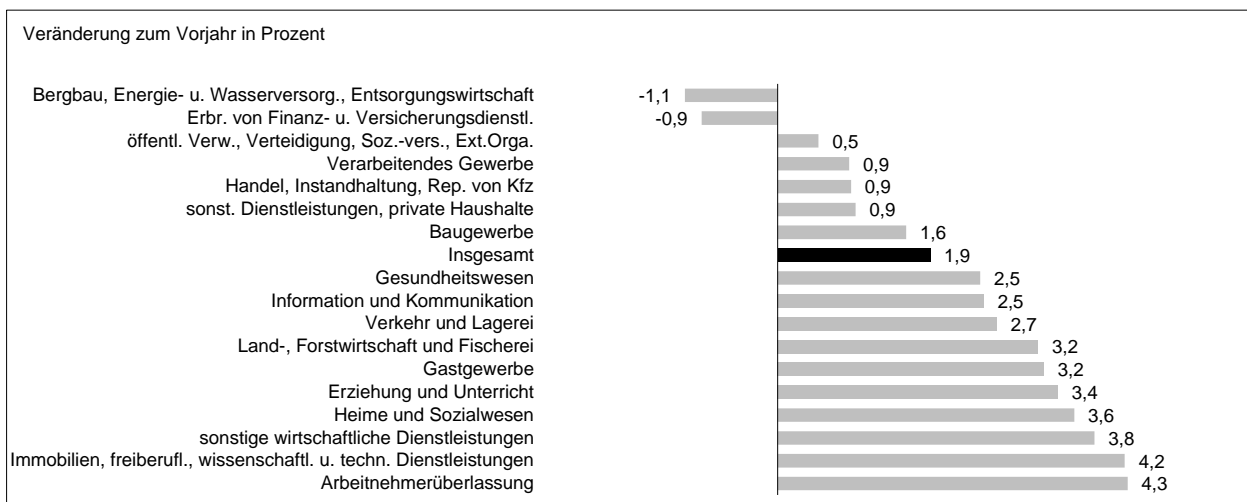 Veränderung zum Vorjahr in Prozent
Bergbau, Energie- u. Wasserversorg., Entsorgungswirtschaft -1,1
Erbr. von Finanz- u. Versicherungsdienstl. -0,9
öffentl. Verw., Verteidigung, Soz.-vers., Ext.Orga. 0,5
Verarbeitendes Gewerbe 0,9
Handel, Instandhaltung, Rep. von Kfz 0,9
sonst. Dienstleistungen, private Haushalte 0,9
Baugewerbe 1,6
Insgesamt 1,9
Gesundheitswesen 2,5
Information und Kommunikation 2,5
Verkehr und Lagerei 2,7
Land-, Forstwirtschaft und Fischerei 3,2
Gastgewerbe 3,2
Erziehung und Unterricht 3,4
Heime und Sozialwesen 3,6
sonstige wirtschaftliche Dienstleistungen 3,8
Immobilien, freiberufl., wissenschaftl. u. techn. Dienstleistungen 4,2
Arbeitnehmerüberlassung 4,3